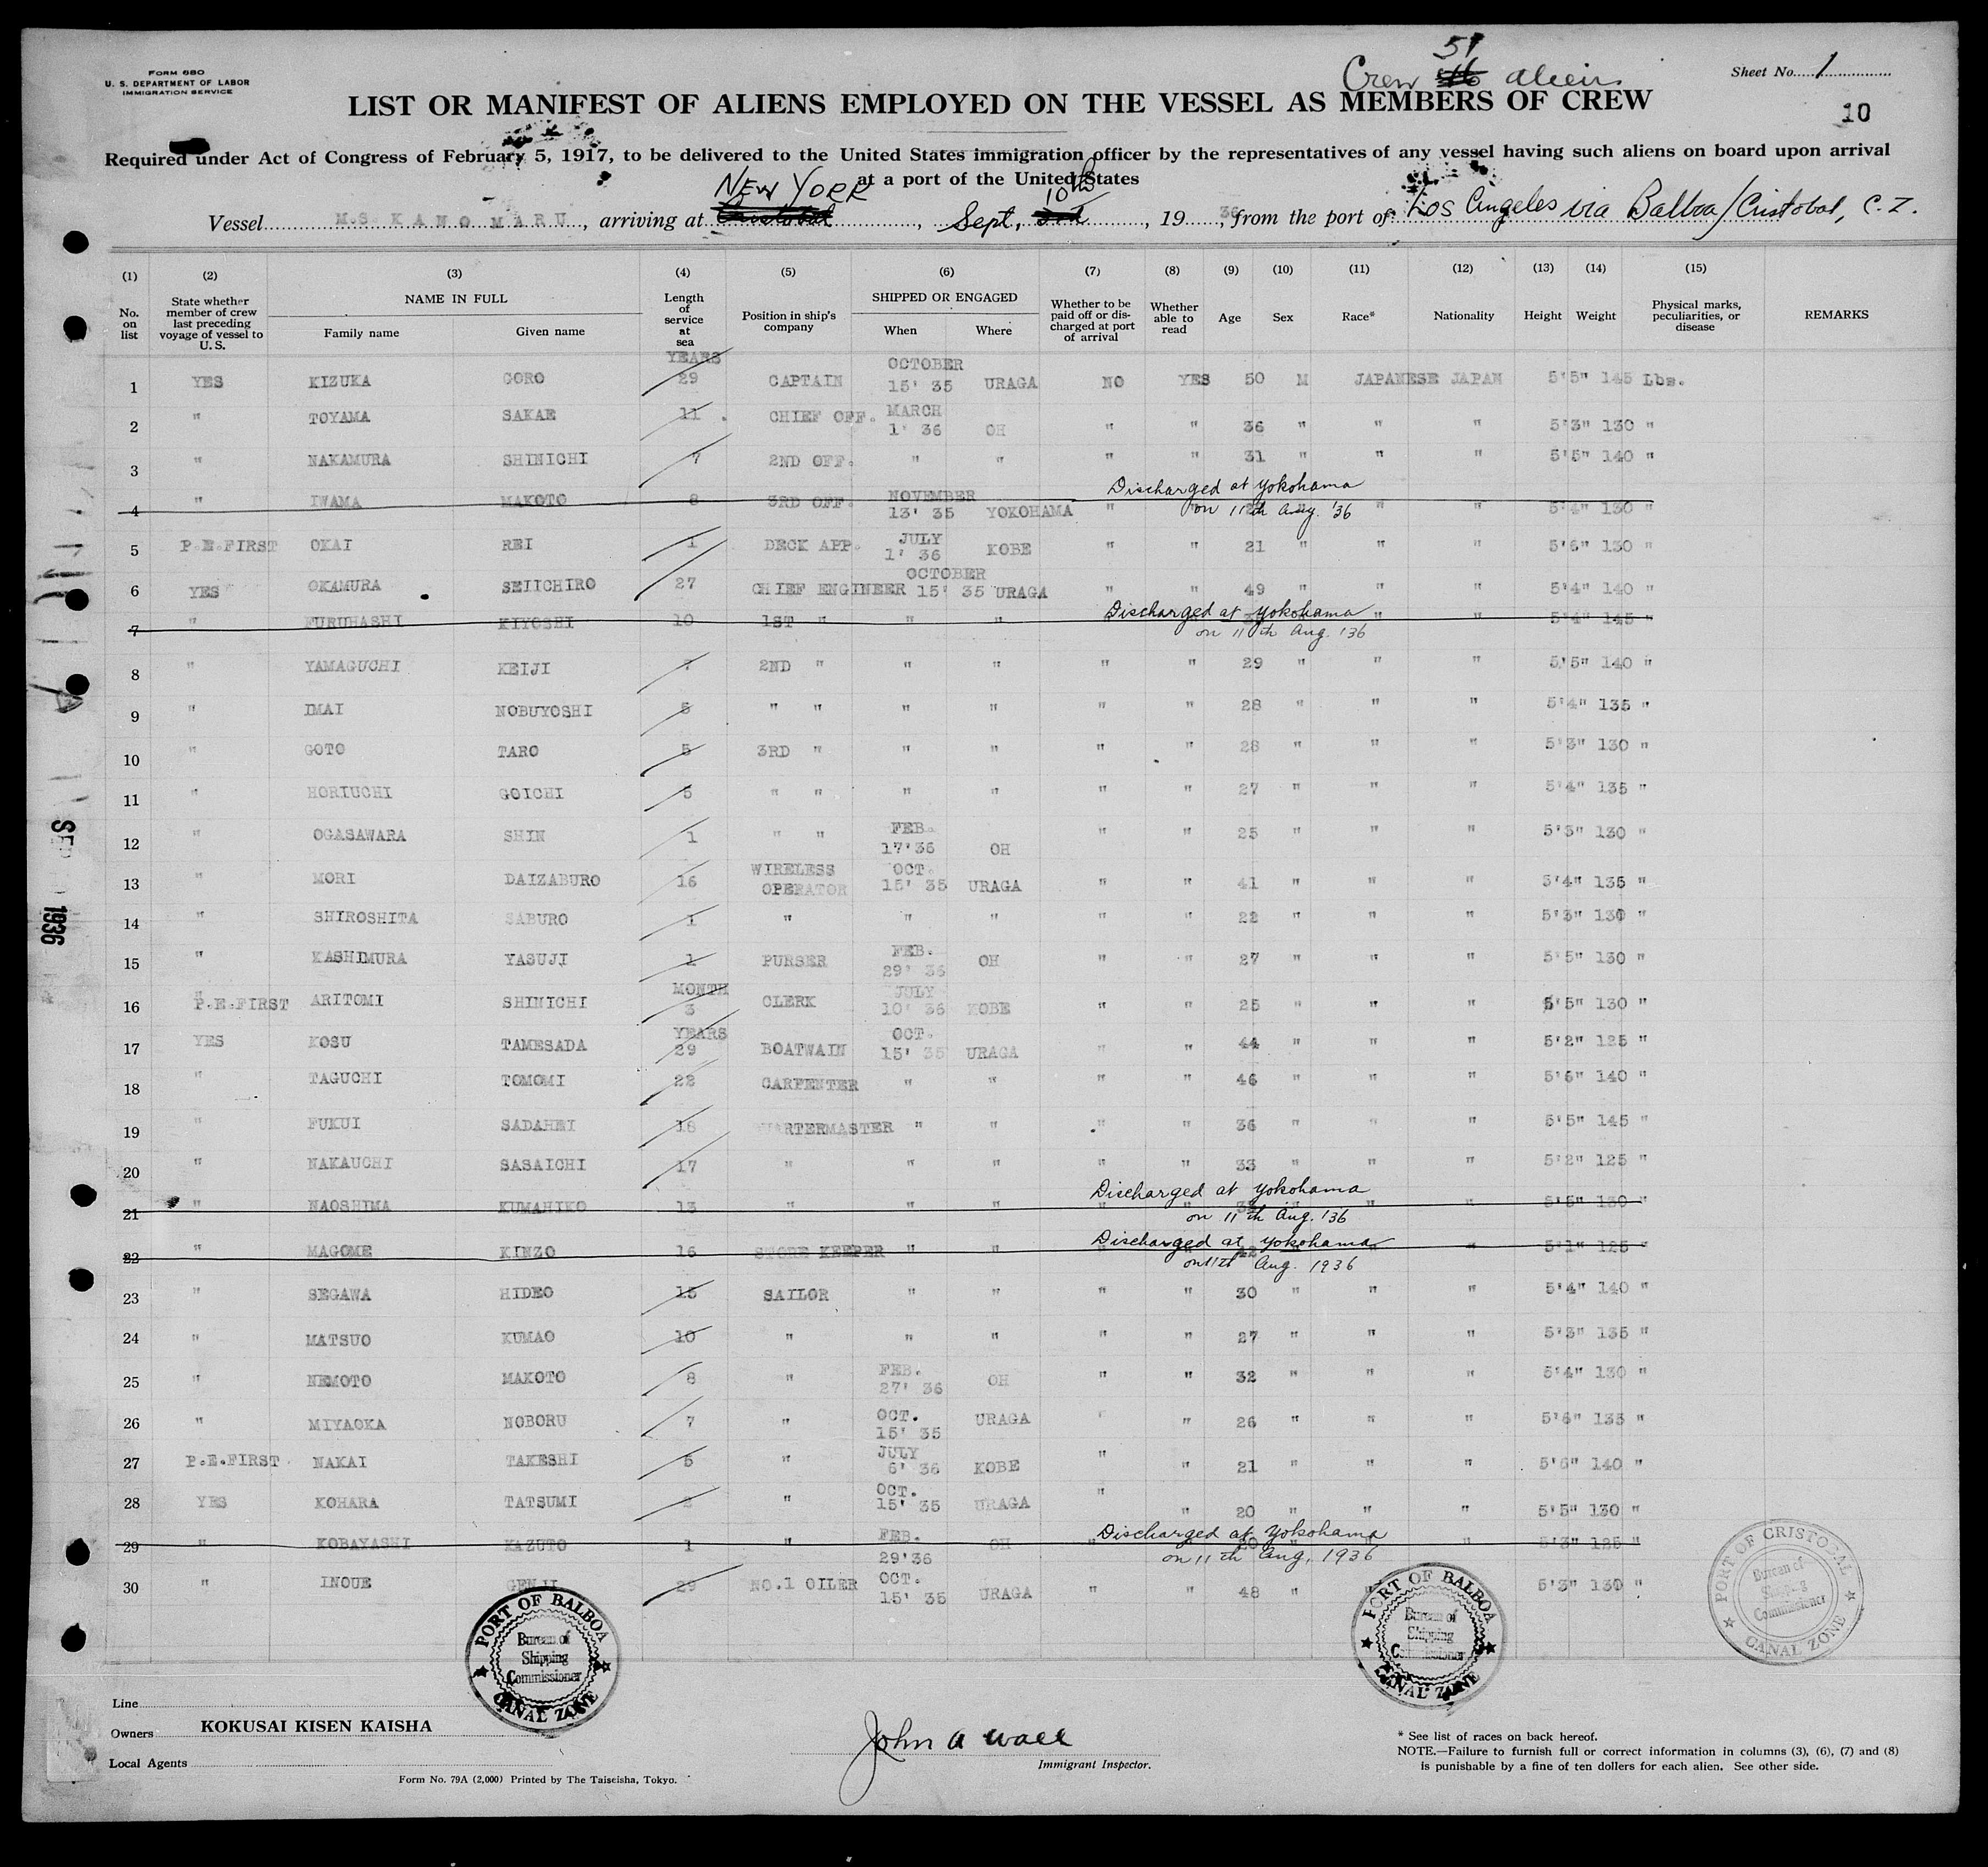 FORM 680
U. S. DEPARTMENT OF LABOR
IMMIGRATION SERVICE
Crew 51 alien
Sheet No. 1
10
LIST OR MANIFEST OF ALIENS EMPLOYED ON THE VESSEL AS MEMBERS OF CREW
Required under Act of Congress of February 5, 1917, to be delivered to the United States immigration officer by the representatives of any vessel having such aliens on board upon arrival
at a port of the United States
Vessel M.S. KANO MARU, arriving at Cristobal NEW YORK, Sept. 3rd 10th, 1936, from the port of Los Angeles via Balboa/Cristobal, C. Z.
(1) (2) (3) (4) (5) (6) (7) (8) (9) (10) (11) (12) (13) (14) (15)
No. on list State whether member of crew last preceding voyage of vessel to U. S. NAME IN FULL Family name Given name Length of service at sea Position in ship's company SHIPPED OR ENGAGED When Where Whether to be paid off or discharged at port of arrival Whether able to read Age Sex Race* Nationality Height Weight Physical marks, peculiarities, or disease REMARKS
1 YES KIZUKA GORO YEARS 29 CAPTAIN OCTOBER 15' 35 URAGA NO YES 50 M JAPANESE JAPAN 5'5" 145 Lbs.
2 " TOYAMA SAKAE 11 CHIEF OFF. MARCH 1' 36 OH " " 36 " " " 5'3" 130 "
3 " NAKAMURA SHINICHI 7 2ND OFF. " " " " 31 " " " 5'5" 140 "
4 " IWAMA MAKOTO 8 3RD OFF. NOVEMBER 13' 35 YOKOHAMA " Discharged at Yokohama on 11th Aug. '36 " " 5'4" 130 "
5 P.E.FIRST OKAI REI 1 DECK APP. JULY 1' 36 KOBE " " 21 " " " 5'6" 130 "
6 YES OKAMURA SEIICHIRO 27 CHIEF ENGINEER OCTOBER 15' 35 URAGA " " 49 " " " 5'4" 140 "
7 " FURUHASHI KIYOSHI 10 1ST " " " Discharged at Yokohama on 11th Aug. '36 " " 5'4" 145 "
8 " YAMAGUCHI KEIJI 7 2ND " " " " " 29 " " " 5'5" 140 "
9 " IMAI NOBUYOSHI 5 " " " " " " 28 " " " 5'4" 135 "
10 " GOTO TARO 5 3RD " " " " " 28 " " " 5'3" 130 "
11 " HORIUCHI GOICHI 5 " " " " " " 27 " " " 5'4" 135 "
12 " OGASAWARA SHIN 1 " " FEB. 17'36 OH " " 25 " " " 5'3" 130 "
13 " MORI DAIZABURO 16 WIRELESS OPERATOR OCT. 15' 35 URAGA " " 41 " " " 5'4" 135 "
14 " SHIROSHITA SABURO 1 " " " " " 22 " " " 5'3" 130 "
15 " KASHIMURA YASUJI 1 PURSER FEB. 29' 36 OH " " 27 " " " 5'5" 130 "
16 " P.E.FIRST ARITOMI SHINICHI MONTH 3 CLERK JULY 10' 36 KOBE " " 25 " " " 5'5" 130 "
17 YES KOSU TAMESADA YEARS 29 BOATWAIN OCT. 15' 35 URAGA " " 44 " " " 5'2" 125 "
18 " TAGUCHI TOMOMI 22 CARPENTER " " " " 46 " " " 5'6" 140 "
19 " FUKUI SADAHEI 18 QUARTERMASTER " " " " 36 " " " 5'5" 145 "
20 " NAKAUCHI SASAICHI 17 " " " " " 33 " " " 5'2" 125 "
21 " NAOSHIMA KUMAHIKO 13 " " " Discharged at Yokohama on 11th Aug. '36 " " 5'5" 130 "
22 " MAGOME KINZO 16 STORE KEEPER " " Discharged at Yokohama on 11th Aug. 1936 " " 5'1" 125 "
23 " SEGAWA HIDEO 15 SAILOR " " " " 30 " " " 5'4" 140 "
24 " MATSUO KUMAO 10 " " " " " 27 " " " 5'3" 135 "
25 " NEMOTO MAKOTO 8 " FEB. 27' 36 OH " " 32 " " " 5'4" 130 "
26 " MIYAOKA NOBORU 7 " OCT. 15' 35 URAGA " " 26 " " " 5'6" 135 "
27 P.E.FIRST NAKAI TAKESHI 5 " JULY 6' 36 KOBE " " 21 " " " 5'6" 140 "
28 YES KOHARA TATSUMI 2 " OCT. 15' 35 URAGA " " 20 " " " 5'5" 130 "
29 " KOBAYASHI KAZUTO 1 " FEB. 29'36 OH " Discharged at Yokohama on 11th Aug. 1936 20 " 5'3" 125 "
30 " INOUE GENJI 29 NO.1 OILER OCT. 15' 35 URAGA " " 48 " " 5'3" 130 "
PORT OF BALBOA Bureau of Shipping Commissioner CANAL ZONE
PORT OF BALBOA Bureau of Shipping Commissioner CANAL ZONE
PORT OF CRISTOBAL Bureau of Shipping Commissioner CANAL ZONE
Line
Owners KOKUSAI KISEN KAISHA
Local Agents
Form No. 79A (2,000) Printed by The Taiseisha, Tokyo.
John A Wall
Immigrant Inspector.
* See list of races on back hereof.
NOTE.—Failure to furnish full or correct information in columns (3), (6), (7) and (8)
is punishable by a fine of ten dollars for each alien. See other side.
1936